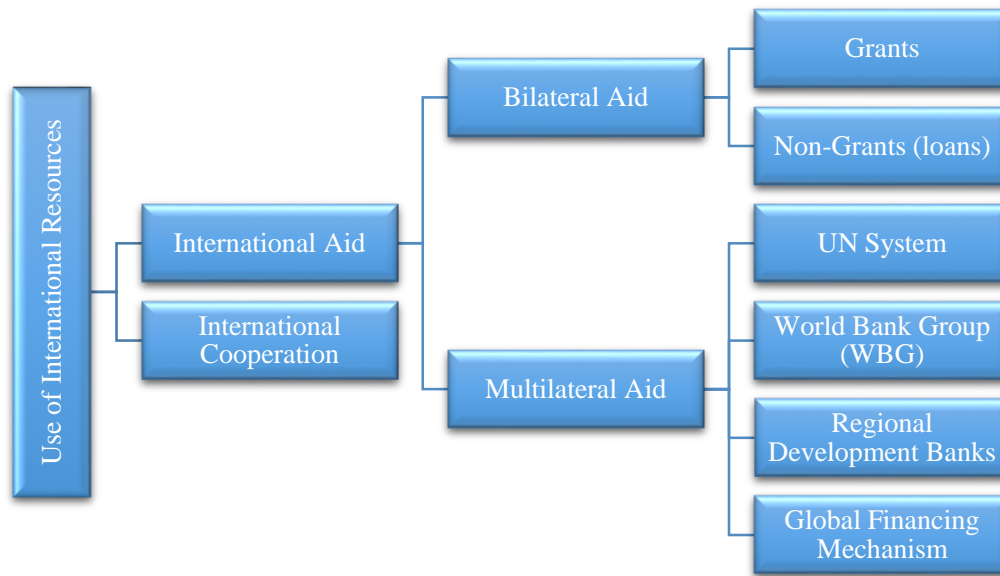 Use of International Resources
International Aid
International
Cooperation
Bilateral Aid
Multilateral Aid
Grants
Non-Grants (loans)
UN System
World Bank Group
(WBG)
Regional
Development Banks
Global Financing
Mechanism